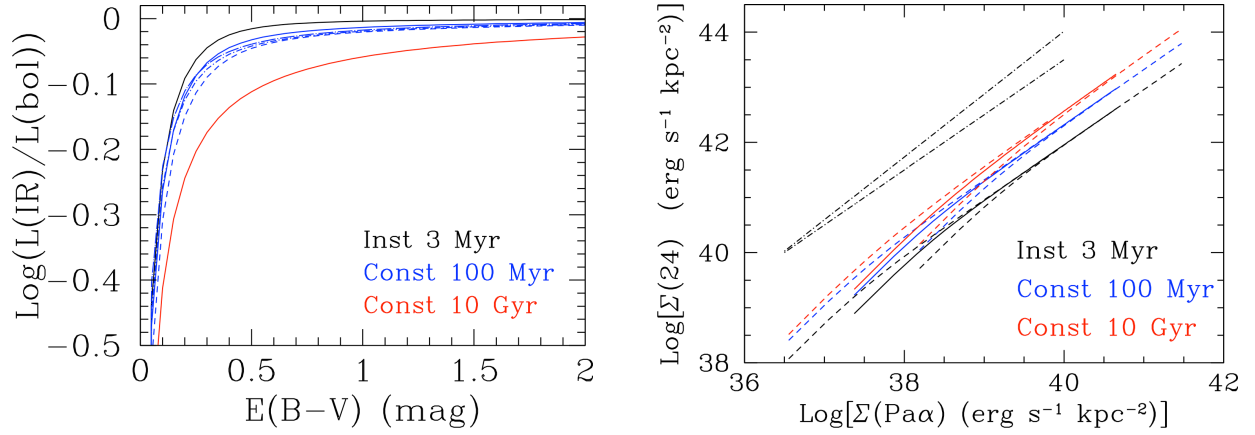 Log(L(IR)/L(bol))
0
−0.1
−0.2
−0.3
−0.4
−0.5
Inst 3 Myr
Const 100 Myr
Const 10 Gyr
0 0.5 1 1.5 2
E(B−V) (mag)
Log[Σ(24) (erg s⁻¹ kpc⁻²)]
44
42
40
38
Inst 3 Myr
Const 100 Myr
Const 10 Gyr
36 38 40 42
Log[Σ(Paα) (erg s⁻¹ kpc⁻²)]